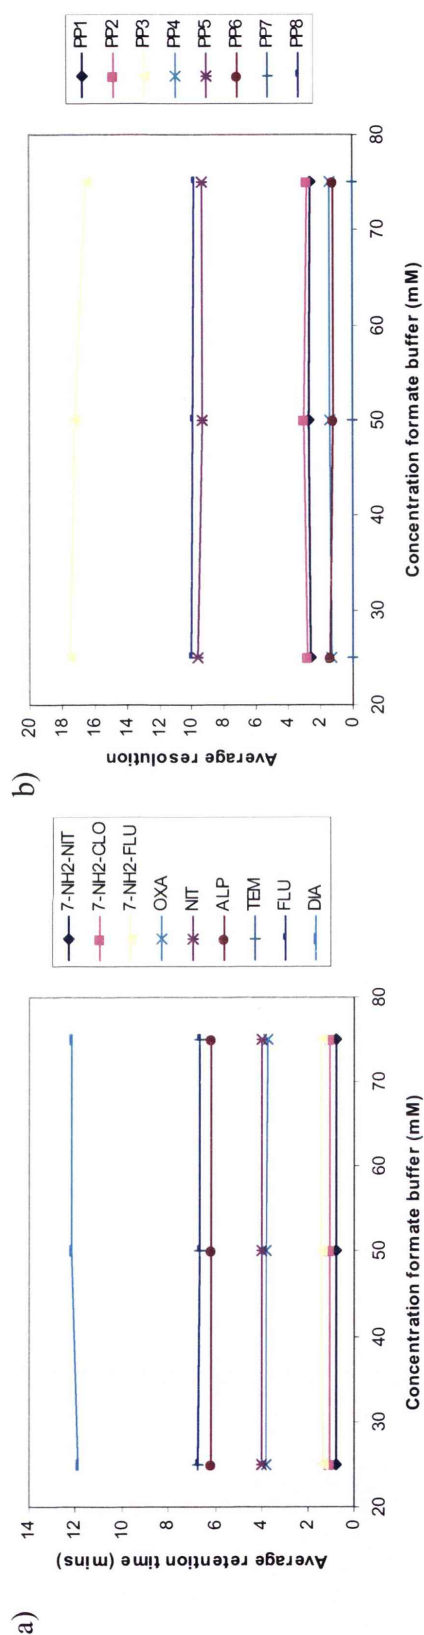 a)
Average retention time (mins)
14
12
10
8
6
4
2
0
20
30
40
50
60
70
80
Concentration formate buffer (mM)
7-NH2-NIT
7-NH2-CLO
7-NH2-FLU
OXA
NIT
ALP
TEM
FLU
DIA
b)
Average resolution
20
18
16
14
12
10
8
6
4
2
0
20
30
40
50
60
70
80
Concentration formate buffer (mM)
PP1
PP2
PP3
PP4
PP5
PP6
PP7
PP8